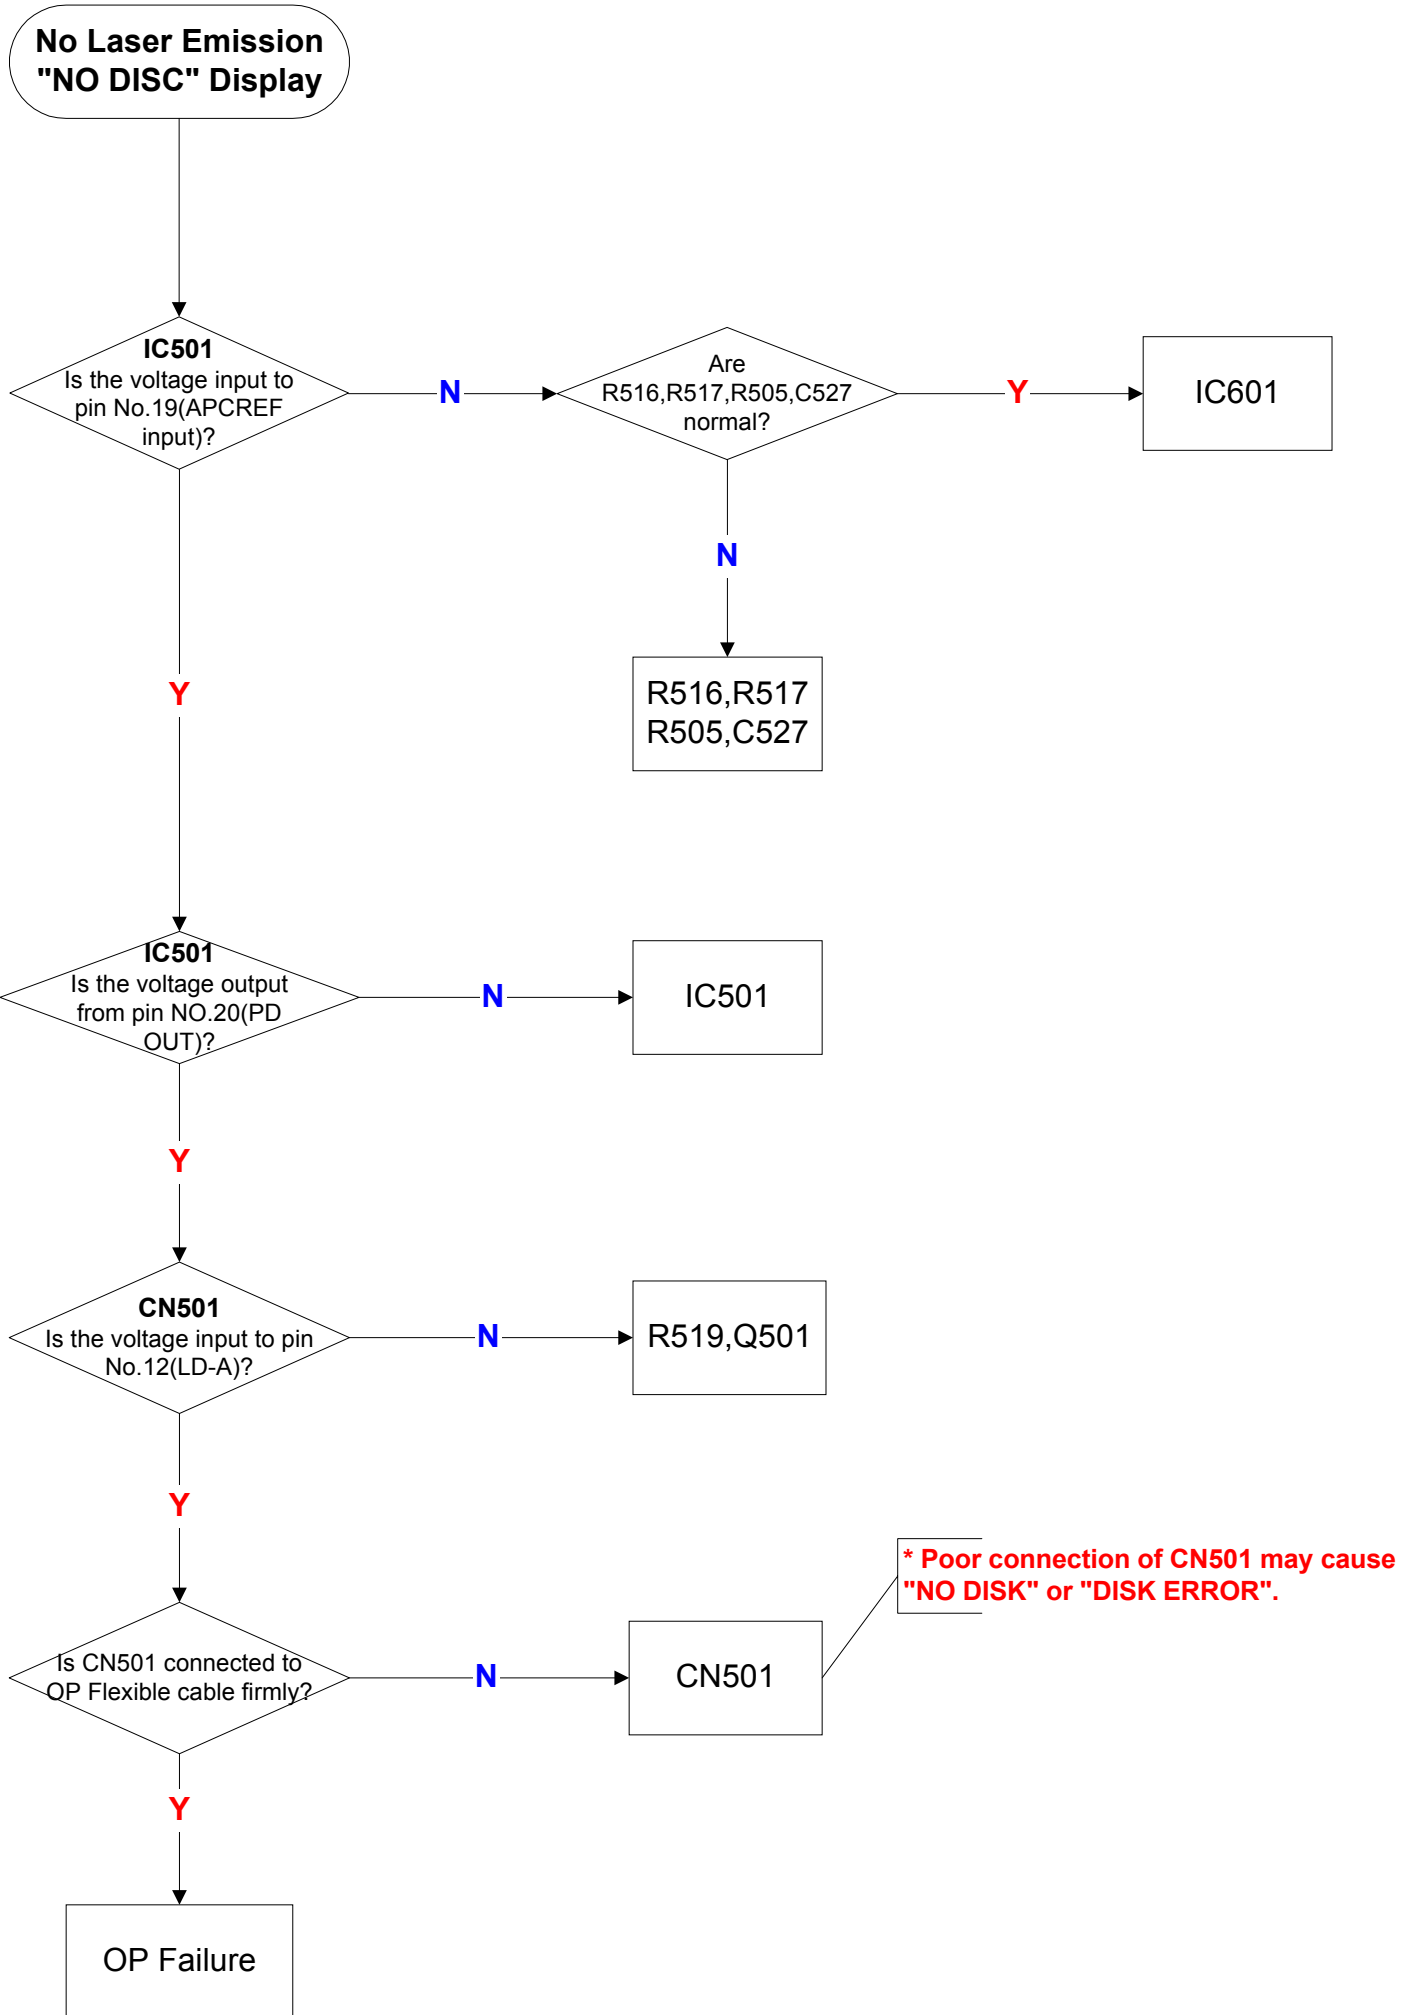 No Laser Emission
"NO DISC" Display
IC501
Is the voltage input to
pin No.19(APCREF
input)?
N
Are
R516,R517,R505,C527
normal?
Y
IC601
N
R516,R517
R505,C527
Y
IC501
Is the voltage output
from pin NO.20(PD
OUT)?
N
IC501
Y
CN501
Is the voltage input to pin
No.12(LD-A)?
N
R519,Q501
Y
* Poor connection of CN501 may cause
"NO DISK" or "DISK ERROR".
Is CN501 connected to
OP Flexible cable firmly?
N
CN501
Y
OP Failure